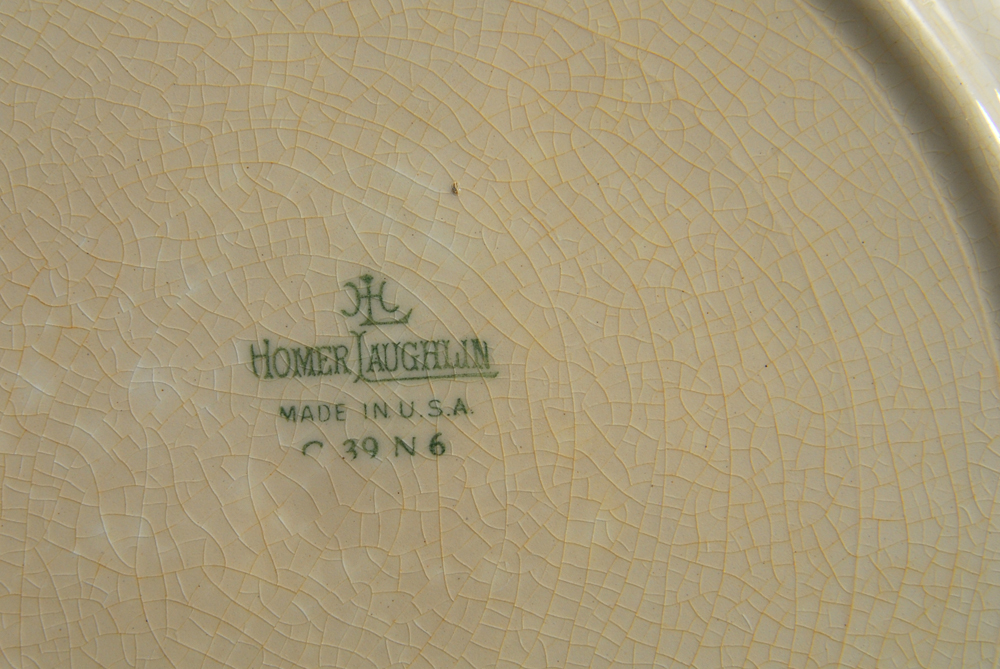 HL
HOMER LAUGHLIN
MADE IN U.S.A.
C 39 N 6